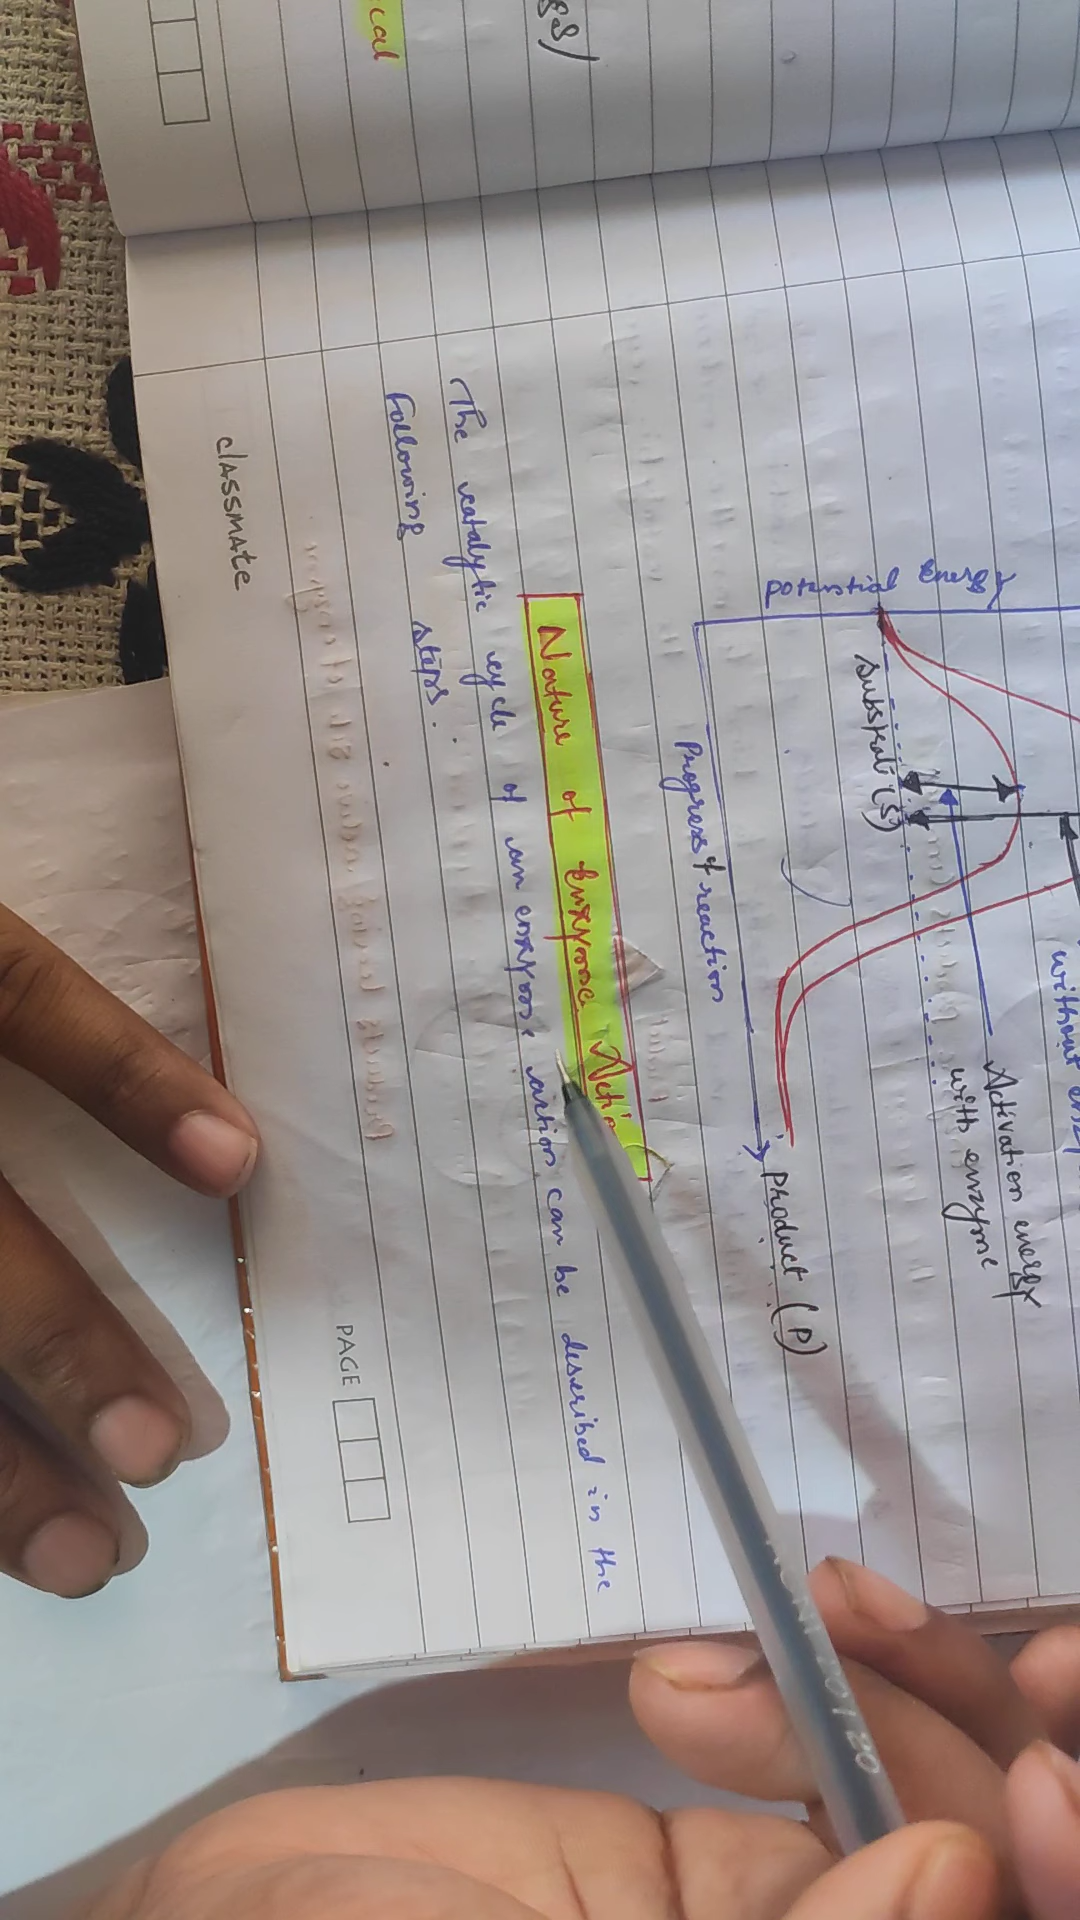 Potential Energy
without
Activation energy
with enzyme
Substrate (S)
Product (P)
Progress of reaction
Nature of Enzyme Actio
The catalytic cycle of an enzyme action can be described in the
following steps.
classmate
PAGE